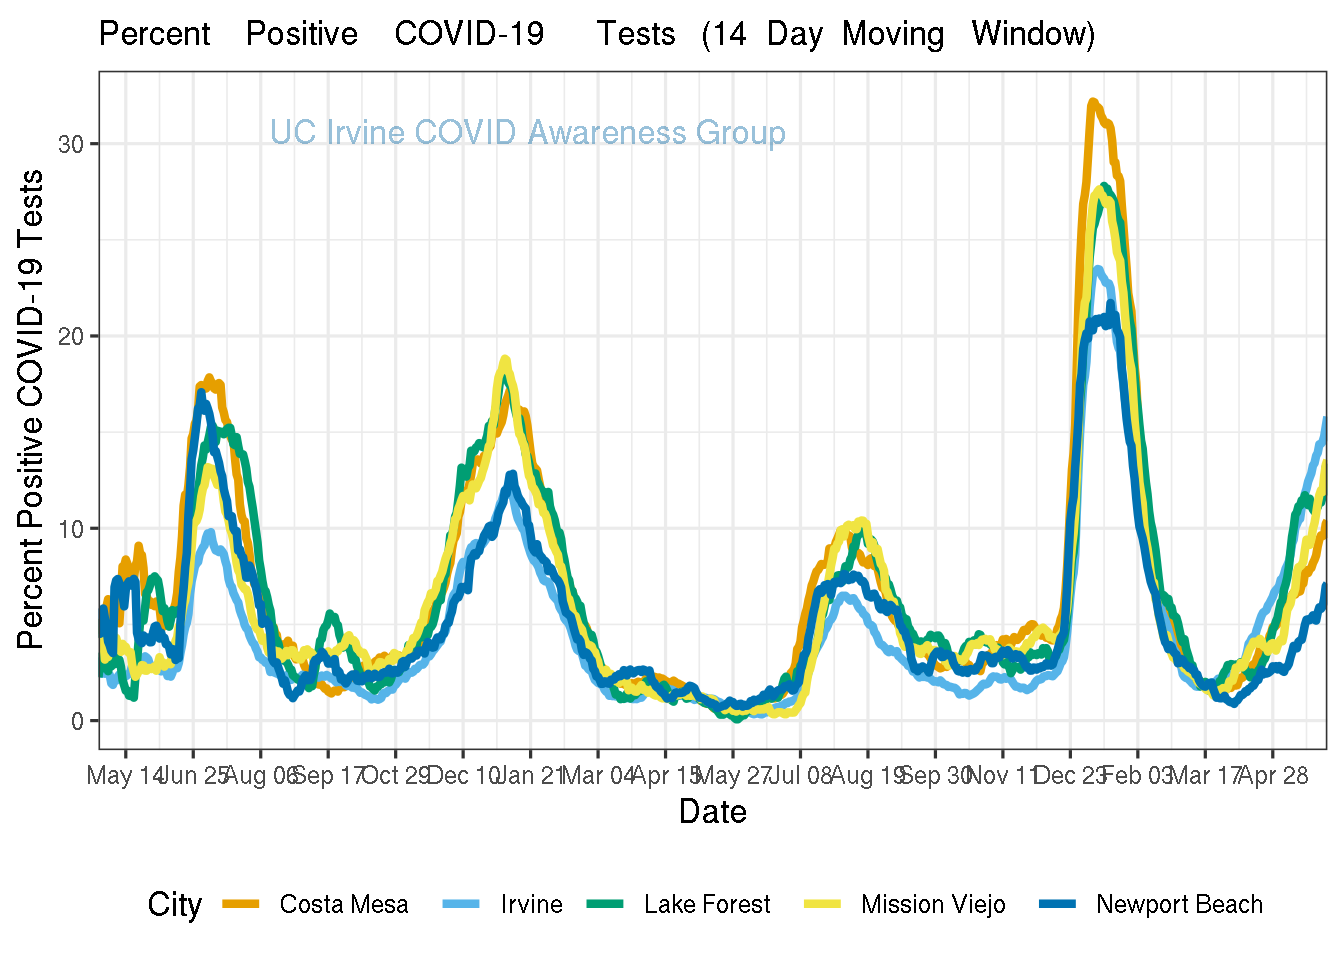 Percent Positive COVID-19 Tests (14 Day Moving Window)
UC Irvine COVID Awareness Group
Percent Positive COVID-19 Tests
30
20
10
0
May 14 Jun 25 Aug 06 Sep 17 Oct 29 Dec 10 Jan 21 Mar 04 Apr 15 May 27 Jul 08 Aug 19 Sep 30 Nov 11 Dec 23 Feb 03 Mar 17 Apr 28
Date
City Costa Mesa Irvine Lake Forest Mission Viejo Newport Beach